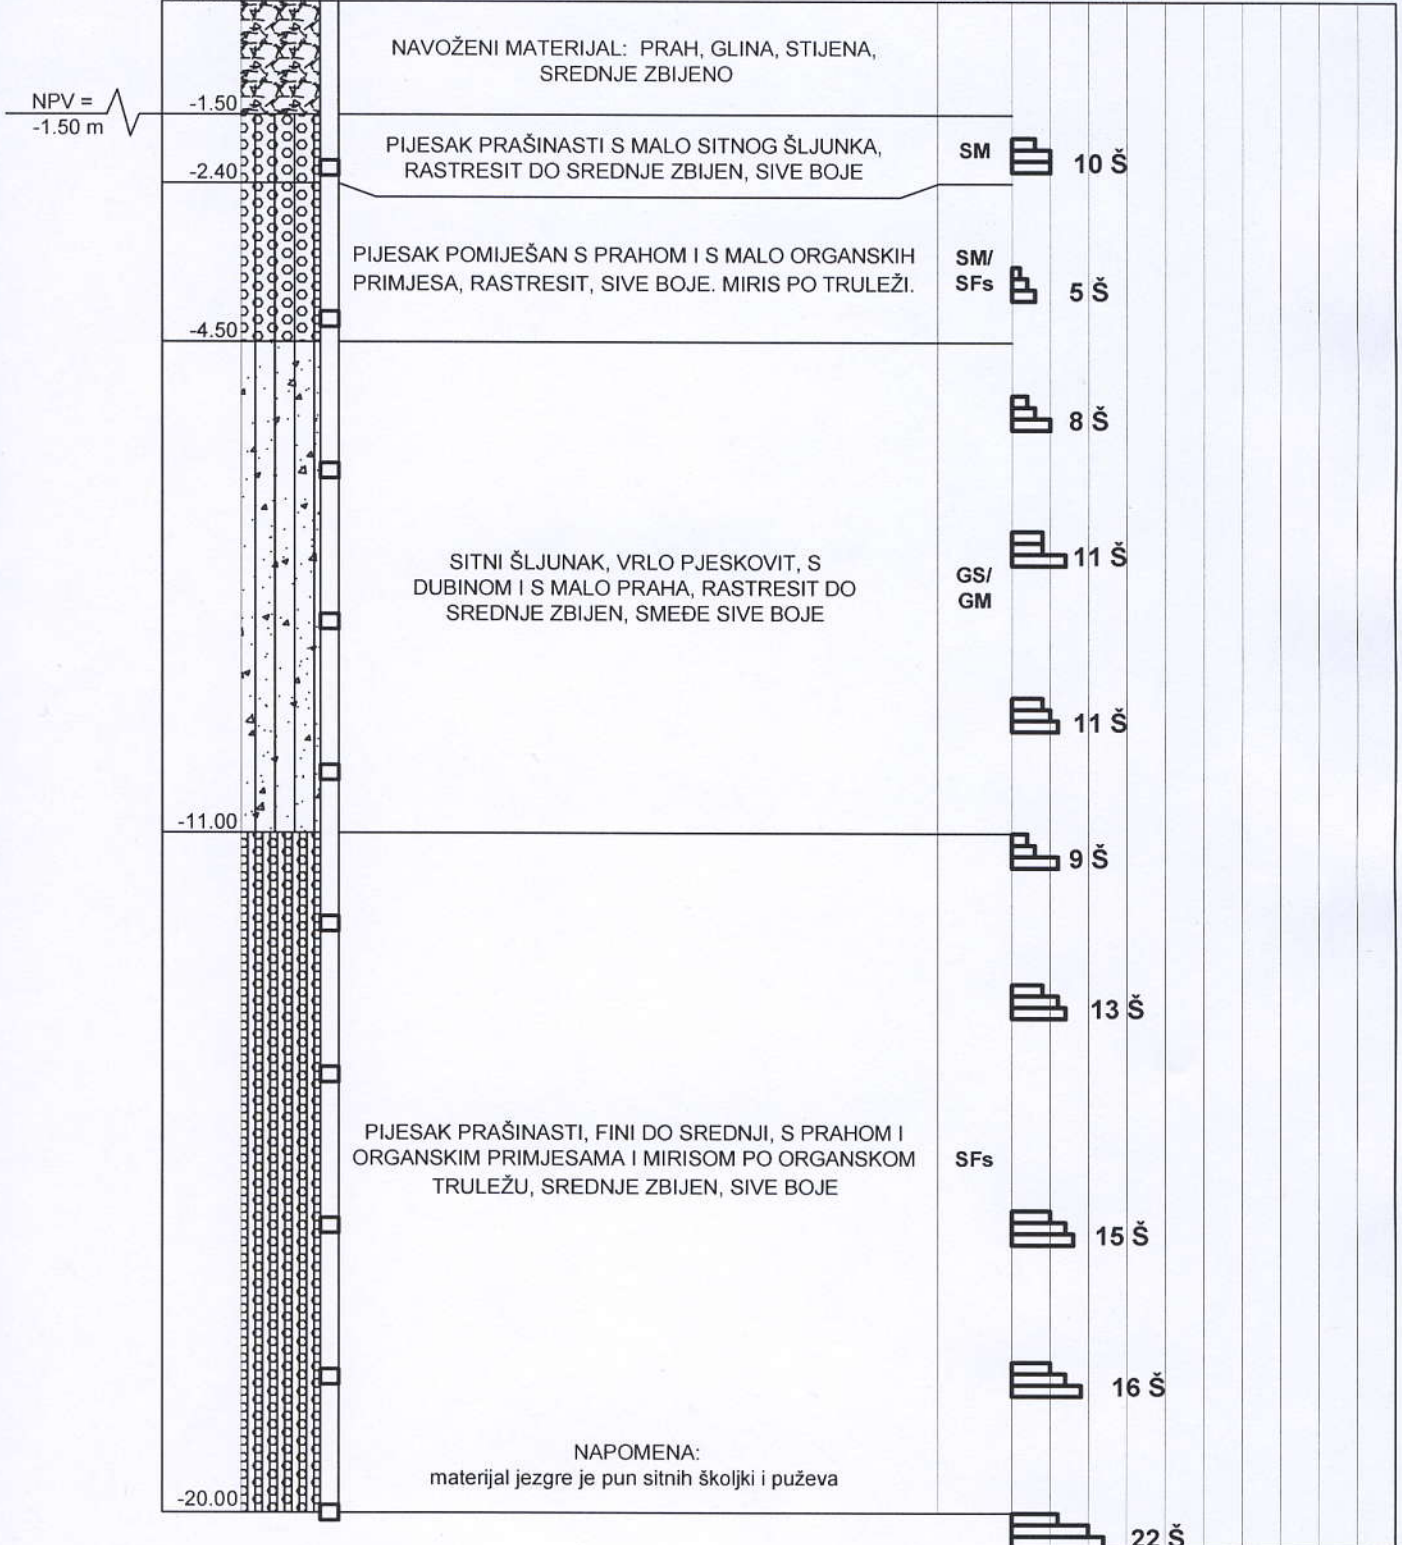 NAVOŽENI MATERIJAL: PRAH, GLINA, STIJENA,
SREDNJE ZBIJENO
NPV =
-1.50 m
-1.50
PIJESAK PRAŠINASTI S MALO SITNOG ŠLJUNKA,
RASTRESIT DO SREDNJE ZBIJEN, SIVE BOJE
SM
10 Š
-2.40
PIJESAK POMIJEŠAN S PRAHOM I S MALO ORGANSKIH
PRIMJESA, RASTRESIT, SIVE BOJE. MIRIS PO TRULEŽI.
SM/
SFs
5 Š
-4.50
8 Š
SITNI ŠLJUNAK, VRLO PJESKOVIT, S
DUBINOM I S MALO PRAHA, RASTRESIT DO
SREDNJE ZBIJEN, SMEĐE SIVE BOJE
GS/
GM
11 Š
11 Š
-11.00
9 Š
13 Š
PIJESAK PRAŠINASTI, FINI DO SREDNJI, S PRAHOM I
ORGANSKIM PRIMJESAMA I MIRISOM PO ORGANSKOM
TRULEŽU, SREDNJE ZBIJEN, SIVE BOJE
SFs
15 Š
16 Š
NAPOMENA:
materijal jezgre je pun sitnih školjki i puževa
-20.00
22 Š